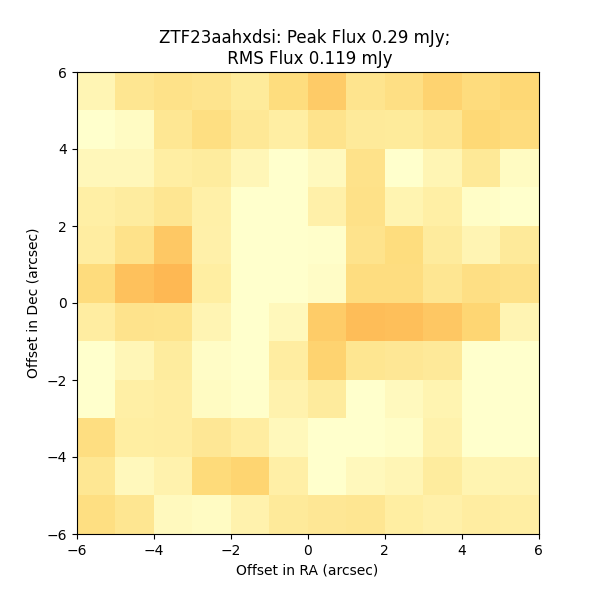 ZTF23aahxdsi: Peak Flux 0.29 mJy;
RMS Flux 0.119 mJy
6
4
2
0
−2
−4
−6
Offset in Dec (arcsec)
−6 −4 −2 0 2 4 6
Offset in RA (arcsec)